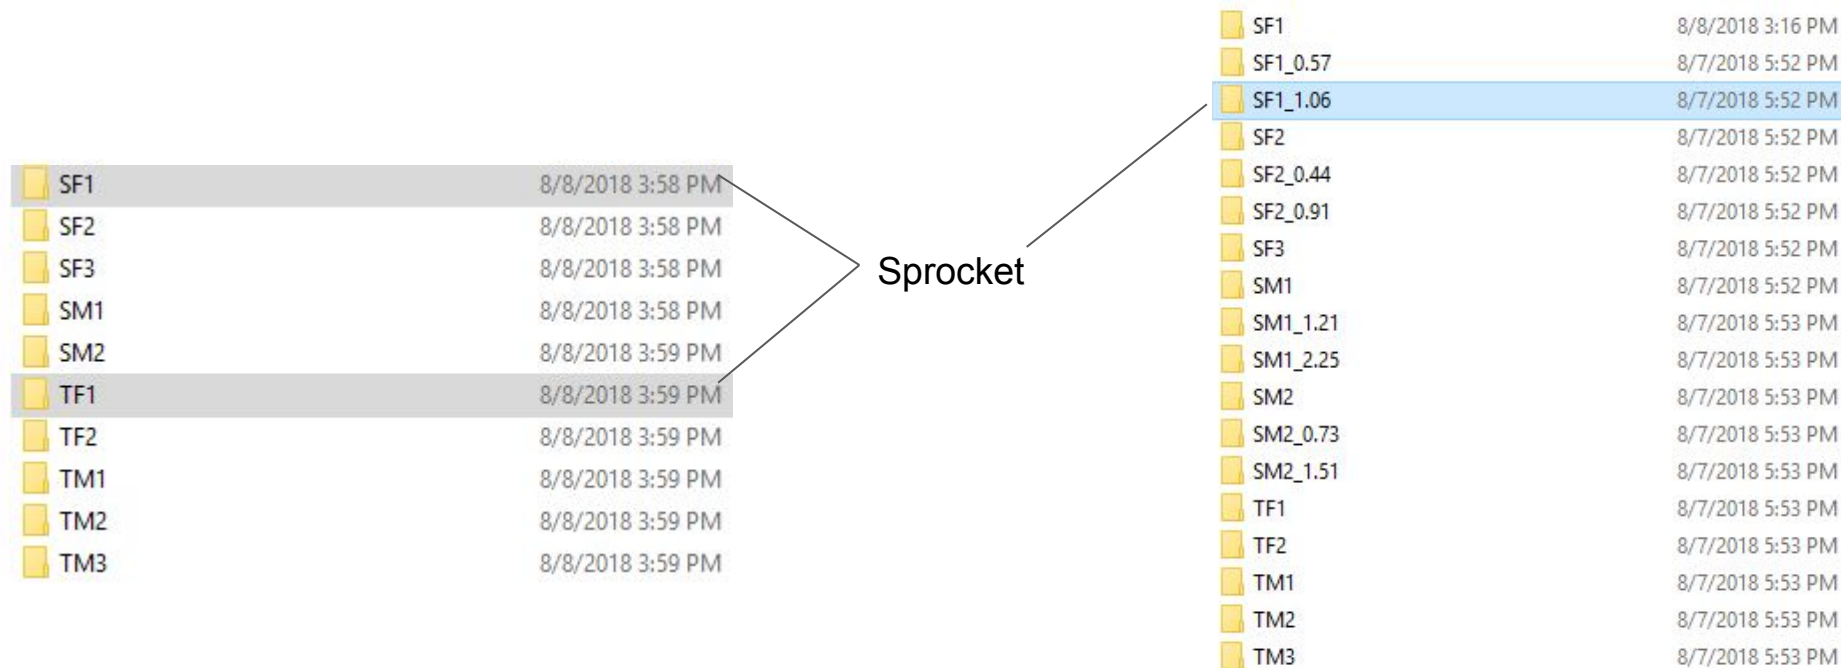 SF1 8/8/2018 3:58 PM
SF2 8/8/2018 3:58 PM
SF3 8/8/2018 3:58 PM
SM1 8/8/2018 3:58 PM
SM2 8/8/2018 3:59 PM
TF1 8/8/2018 3:59 PM
TF2 8/8/2018 3:59 PM
TM1 8/8/2018 3:59 PM
TM2 8/8/2018 3:59 PM
TM3 8/8/2018 3:59 PM
Sprocket
SF1 8/8/2018 3:16 PM
SF1_0.57 8/7/2018 5:52 PM
SF1_1.06 8/7/2018 5:52 PM
SF2 8/7/2018 5:52 PM
SF2_0.44 8/7/2018 5:52 PM
SF2_0.91 8/7/2018 5:52 PM
SF3 8/7/2018 5:52 PM
SM1 8/7/2018 5:52 PM
SM1_1.21 8/7/2018 5:53 PM
SM1_2.25 8/7/2018 5:53 PM
SM2 8/7/2018 5:53 PM
SM2_0.73 8/7/2018 5:53 PM
SM2_1.51 8/7/2018 5:53 PM
TF1 8/7/2018 5:53 PM
TF2 8/7/2018 5:53 PM
TM1 8/7/2018 5:53 PM
TM2 8/7/2018 5:53 PM
TM3 8/7/2018 5:53 PM